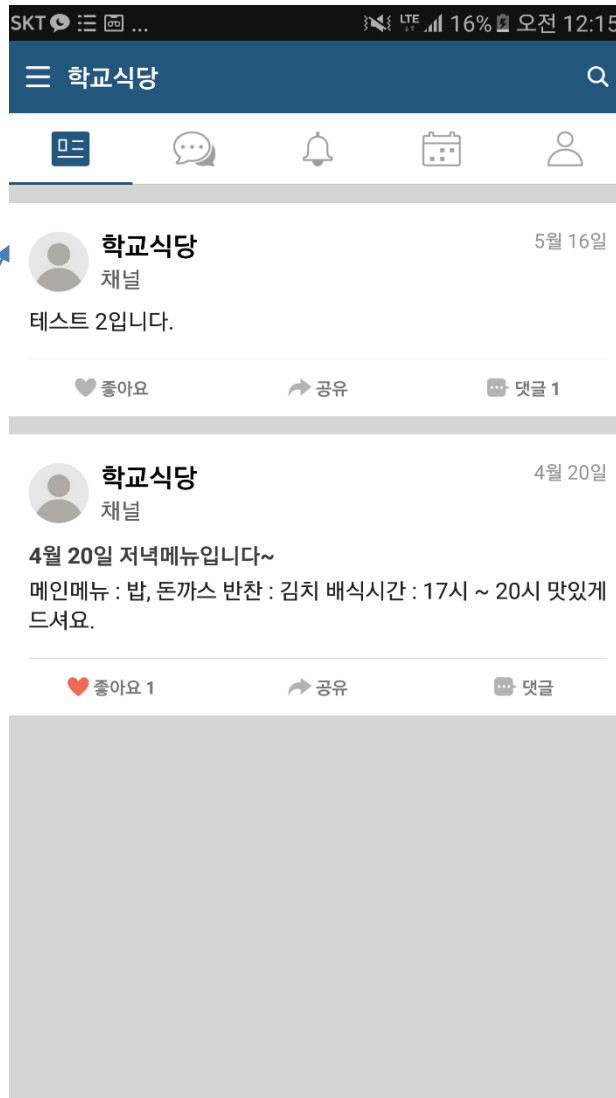 SKT ... LTE 16% 오전 12:15
학교식당
학교식당 5월 16일
채널
테스트 2입니다.
좋아요 공유 댓글 1
학교식당 4월 20일
채널
4월 20일 저녁메뉴입니다~
메인메뉴 : 밥, 돈까스 반찬 : 김치 배식시간 : 17시 ~ 20시 맛있게
드셔요.
좋아요 1 공유 댓글